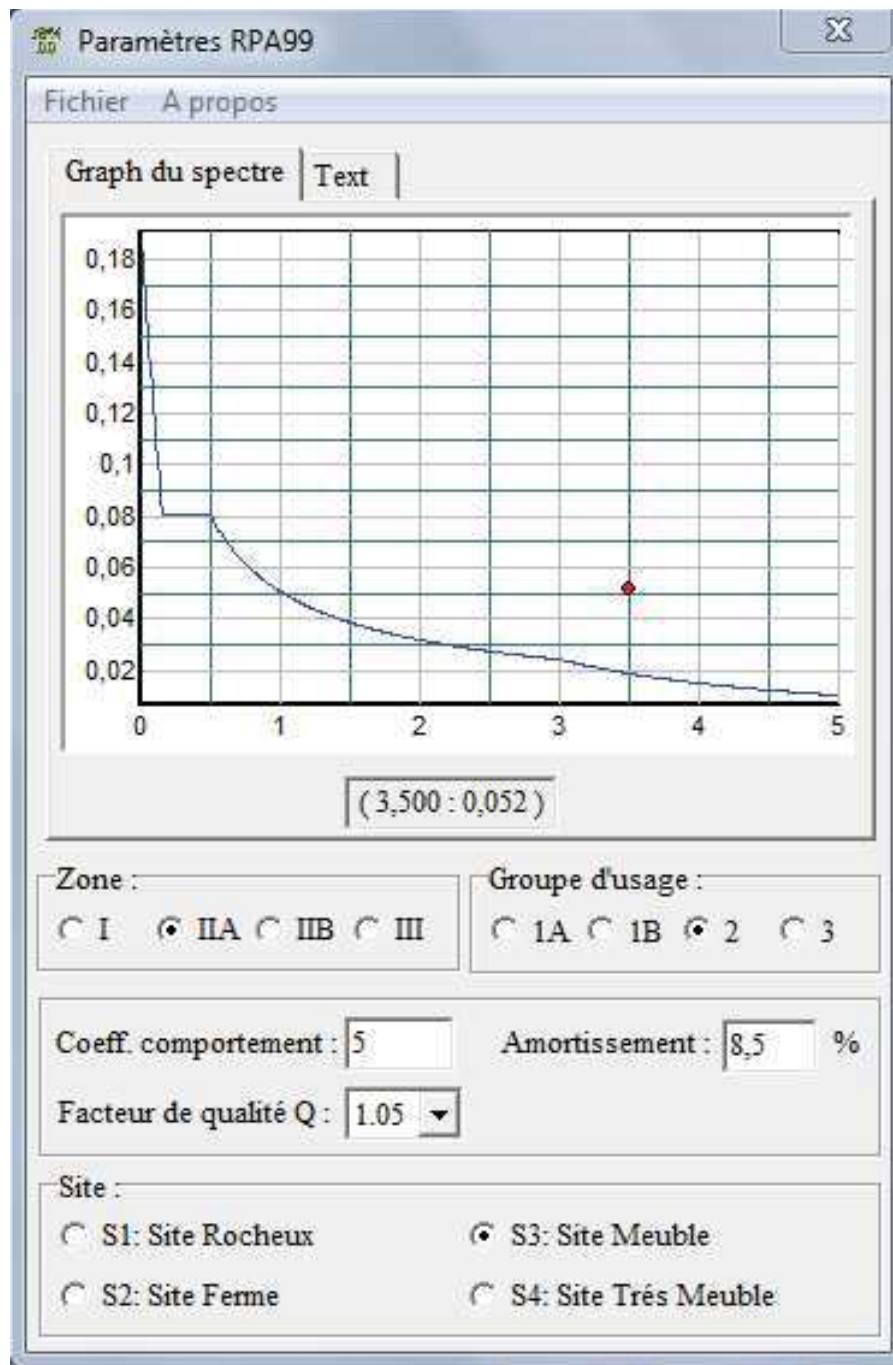 Paramètres RPA99
Fichier A propos
Graph du spectre Text
0,18
0,16
0,14
0,12
0,1
0,08
0,06
0,04
0,02
0 1 2 3 4 5
( 3,500 : 0,052 )
Zone : Groupe d'usage :
I IIA IIB III 1A 1B 2 3
Coeff. comportement : 5 Amortissement : 8,5 %
Facteur de qualité Q : 1.05
Site :
S1: Site Rocheux S3: Site Meuble
S2: Site Ferme S4: Site Trés Meuble